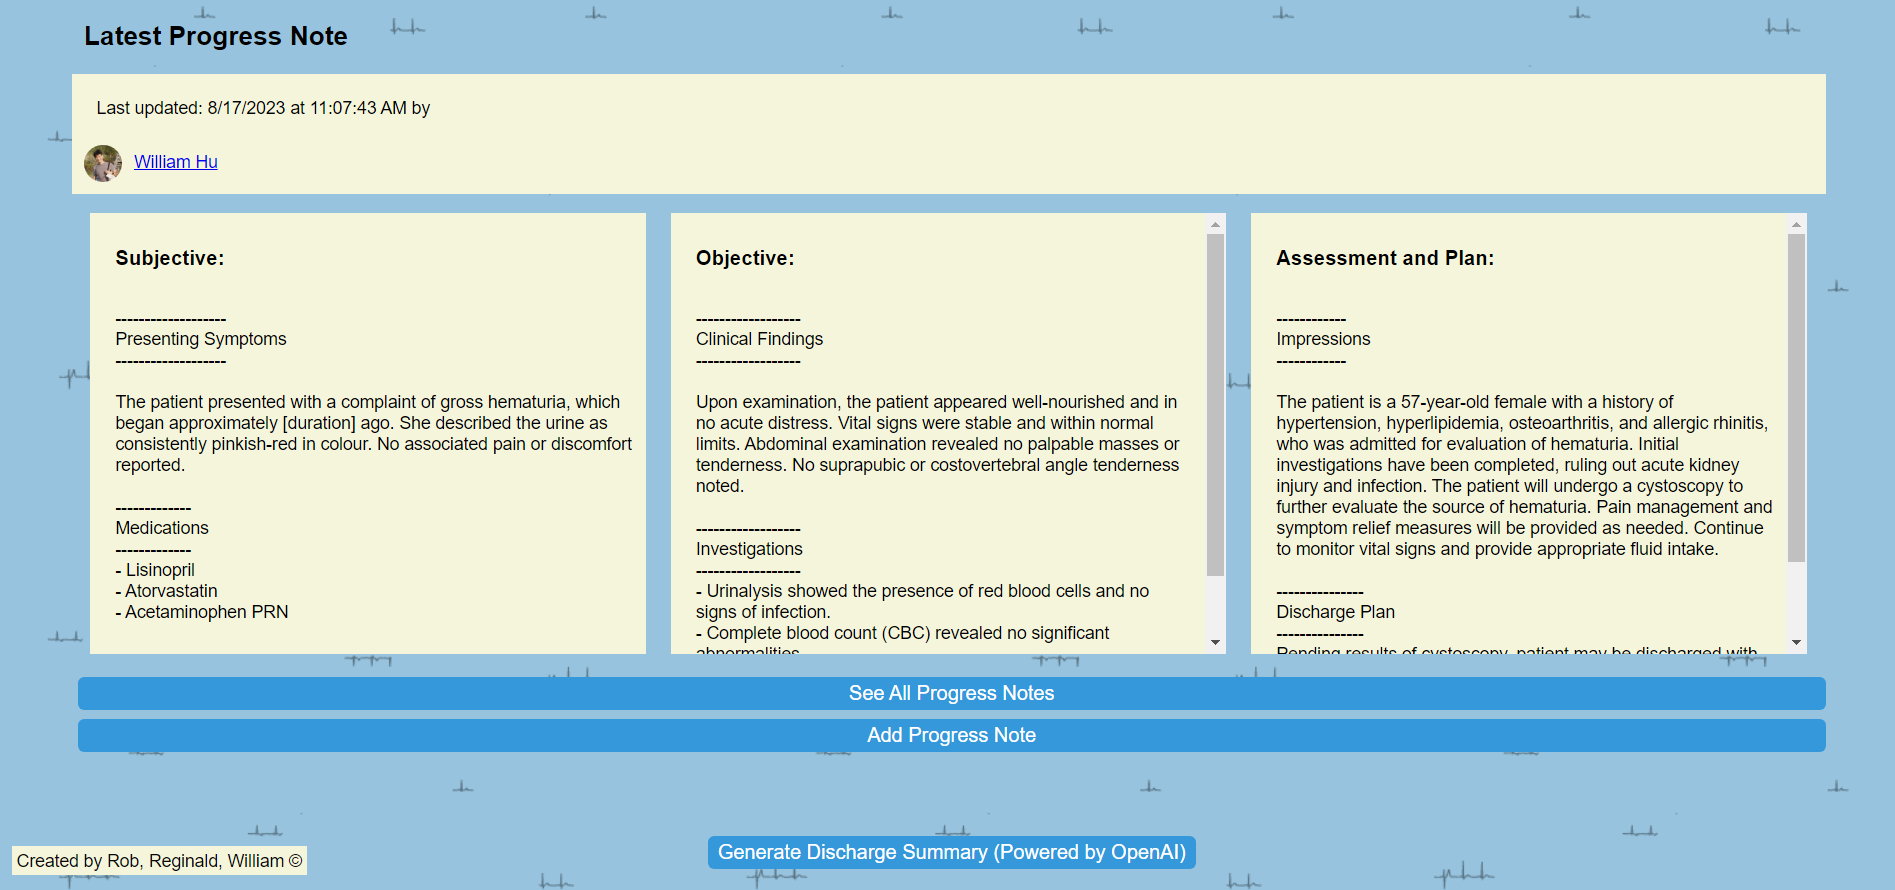 Latest Progress Note
Last updated: 8/17/2023 at 11:07:43 AM by
William Hu
Subjective:
-------------------
Presenting Symptoms
-------------------
The patient presented with a complaint of gross hematuria, which
began approximately [duration] ago. She described the urine as
consistently pinkish-red in colour. No associated pain or discomfort
reported.
-------------
Medications
-------------
- Lisinopril
- Atorvastatin
- Acetaminophen PRN
Objective:
------------------
Clinical Findings
------------------
Upon examination, the patient appeared well-nourished and in
no acute distress. Vital signs were stable and within normal
limits. Abdominal examination revealed no palpable masses or
tenderness. No suprapubic or costovertebral angle tenderness
noted.
------------------
Investigations
------------------
- Urinalysis showed the presence of red blood cells and no
signs of infection.
- Complete blood count (CBC) revealed no significant
abnormalities
Assessment and Plan:
------------
Impressions
------------
The patient is a 57-year-old female with a history of
hypertension, hyperlipidemia, osteoarthritis, and allergic rhinitis,
who was admitted for evaluation of hematuria. Initial
investigations have been completed, ruling out acute kidney
injury and infection. The patient will undergo a cystoscopy to
further evaluate the source of hematuria. Pain management and
symptom relief measures will be provided as needed. Continue
to monitor vital signs and provide appropriate fluid intake.
---------------
Discharge Plan
---------------
Pending results of cystoscopy, patient may be discharged with
See All Progress Notes
Add Progress Note
Generate Discharge Summary (Powered by OpenAI)
Created by Rob, Reginald, William ©